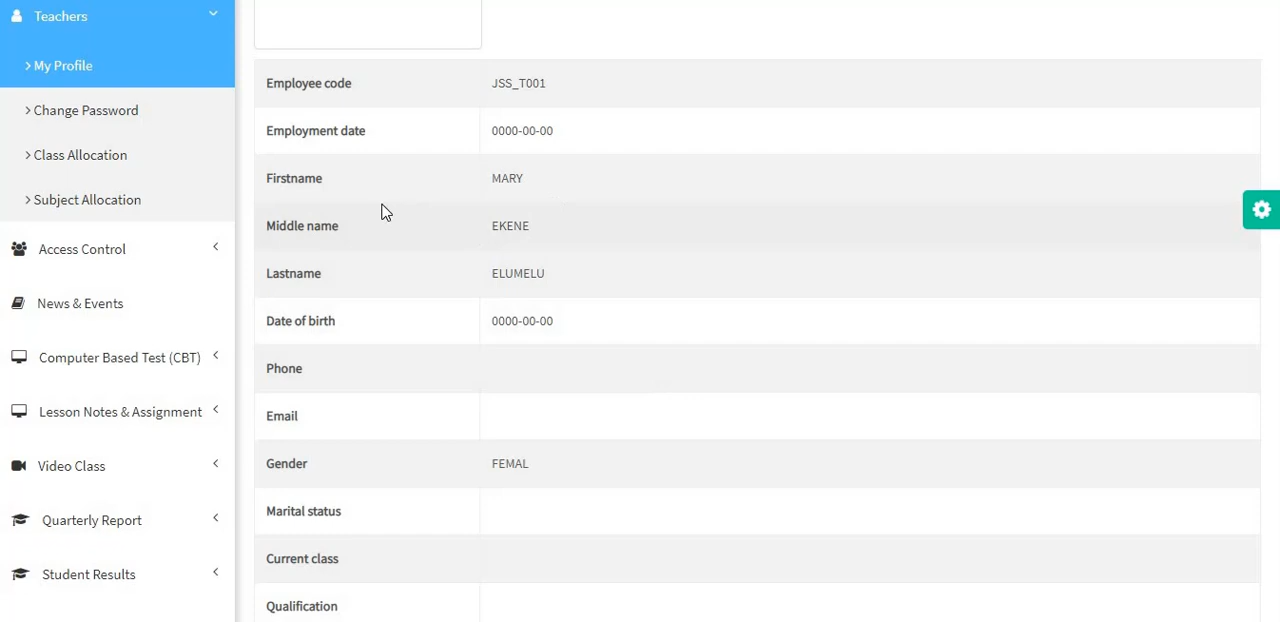 Teachers
> My Profile
> Change Password
> Class Allocation
> Subject Allocation
Access Control
News & Events
Computer Based Test (CBT)
Lesson Notes & Assignment
Video Class
Quarterly Report
Student Results
Employee code JSS_T001
Employment date 0000-00-00
Firstname MARY
Middle name EKENE
Lastname ELUMELU
Date of birth 0000-00-00
Phone
Email
Gender FEMAL
Marital status
Current class
Qualification